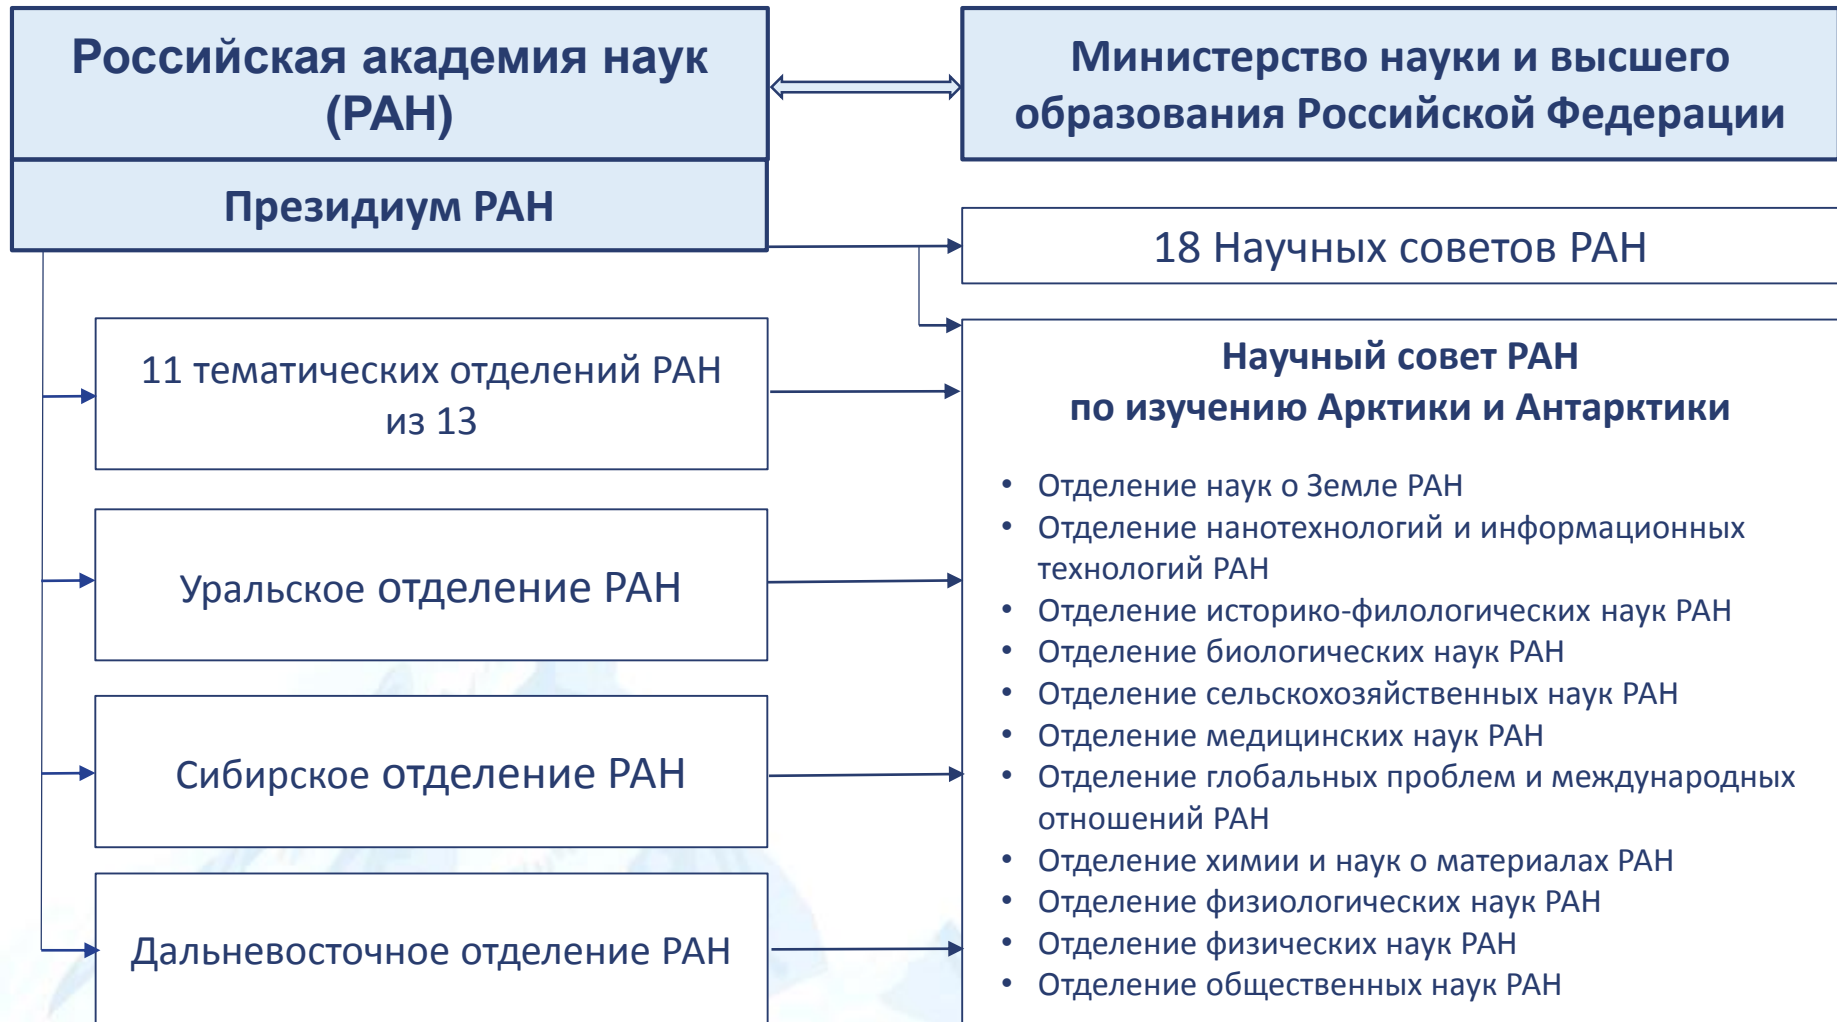 Российская академия наук
(РАН)
Президиум РАН
Министерство науки и высшего
образования Российской Федерации
18 Научных советов РАН
11 тематических отделений РАН
из 13
Уральское отделение РАН
Сибирское отделение РАН
Дальневосточное отделение РАН
Научный совет РАН
по изучению Арктики и Антарктики
• Отделение наук о Земле РАН
• Отделение нанотехнологий и информационных
технологий РАН
• Отделение историко-филологических наук РАН
• Отделение биологических наук РАН
• Отделение сельскохозяйственных наук РАН
• Отделение медицинских наук РАН
• Отделение глобальных проблем и международных
отношений РАН
• Отделение химии и наук о материалах РАН
• Отделение физиологических наук РАН
• Отделение физических наук РАН
• Отделение общественных наук РАН